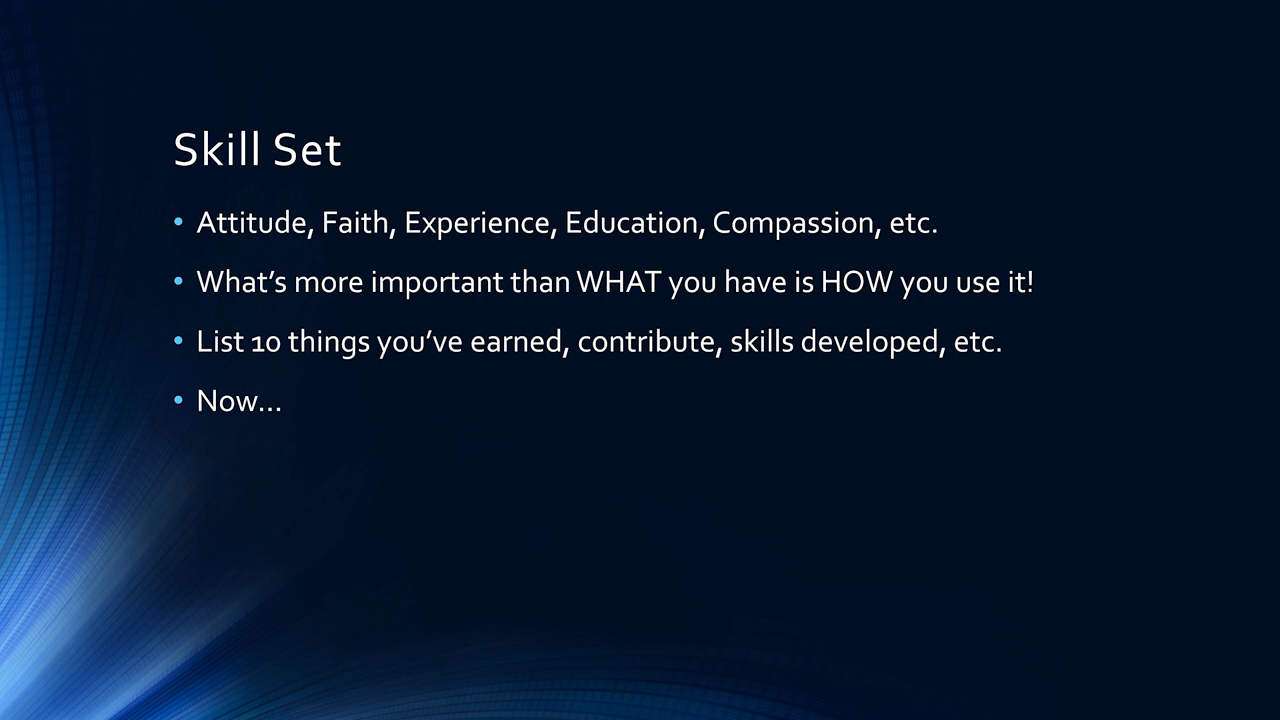 Skill Set
• Attitude, Faith, Experience, Education, Compassion, etc.
• What’s more important than WHAT you have is HOW you use it!
• List 10 things you’ve earned, contribute, skills developed, etc.
• Now...